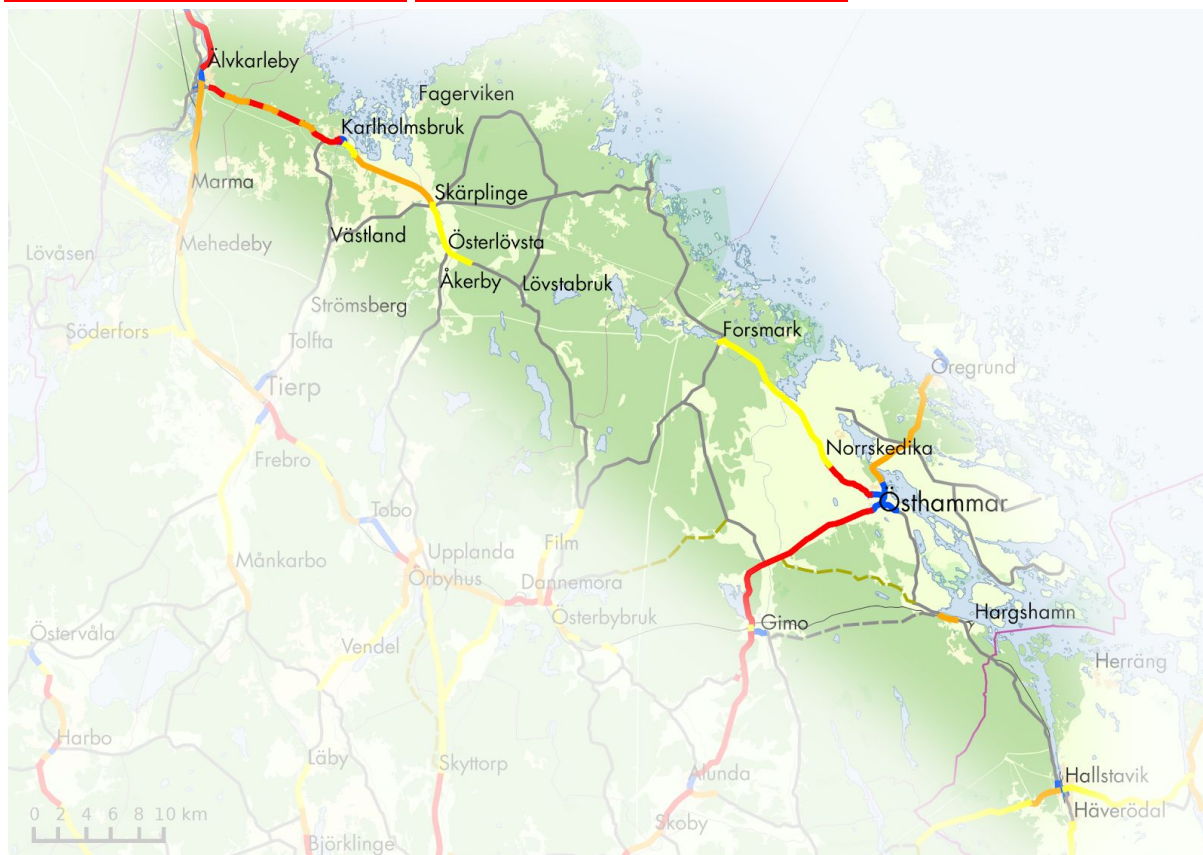 Älvkarleby
Fagerviken
Karlholmsbruk
Marma
Skärplinge
Västland
Mehedeby
Österlövsta
Lövåsen
Åkerby
Lövstabruk
Strömsberg
Söderfors
Tolfta
Forsmark
Öregrund
Tierp
Norrskedika
Frebro
Östhammar
Tobo
Upplanda
Film
Månkarbo
Örbyhus
Dannemora
Österbybruk
Gimo
Hargshamn
Östervåla
Vendel
Herräng
Harbo
Läby
Skyttorp
Alunda
Hallstavik
Häverödal
0 2 4 6 8 10 km
Skoby
Björklinge